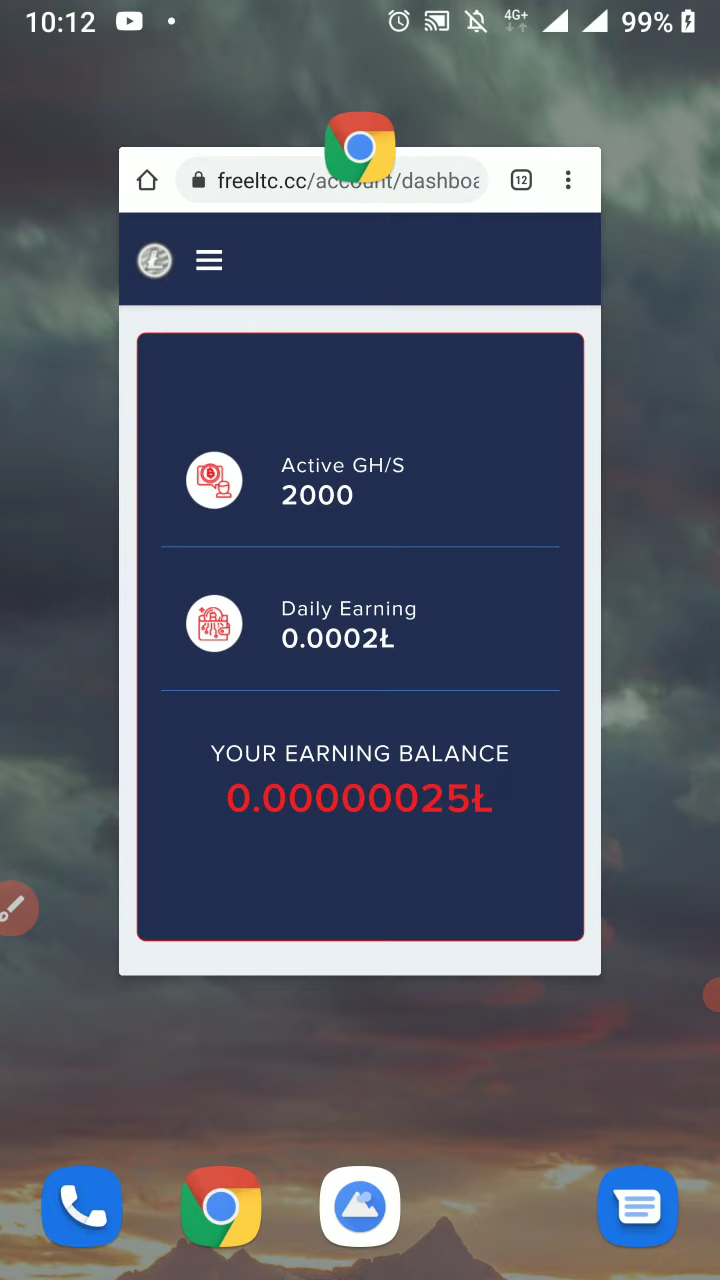 10:12
4G+
99%
freeltc.cc/account/dashboa
12
Active GH/S
2000
Daily Earning
0.0002Ł
YOUR EARNING BALANCE
0.00000025Ł